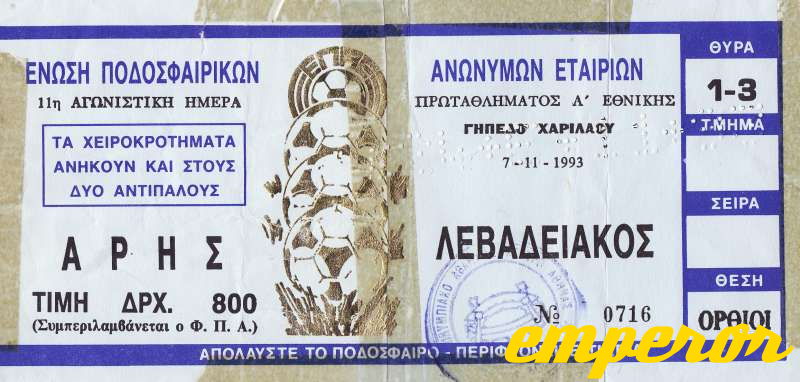 ΕΝΩΣΗ ΠΟΔΟΣΦΑΙΡΙΚΩΝ
11η ΑΓΩΝΙΣΤΙΚΗ ΗΜΕΡΑ
ΤΑ ΧΕΙΡΟΚΡΟΤΗΜΑΤΑ
ΑΝΗΚΟΥΝ ΚΑΙ ΣΤΟΥΣ
ΔΥΟ ΑΝΤΙΠΑΛΟΥΣ
ΑΡΗΣ
ΤΙΜΗ ΔΡΧ. 800
(Συμπεριλαμβάνεται ο Φ. Π. Α.)
ΑΝΩΝΥΜΩΝ ΕΤΑΙΡΙΩΝ
ΠΡΩΤΑΘΛΗΜΑΤΟΣ Α' ΕΘΝΙΚΗΣ
ΓΗΠΕΔΟ ΧΑΡΙΛΑΟΥ
7-11-1993
ΛΕΒΑΔΕΙΑΚΟΣ
№ 0716
ΘΥΡΑ
1-3
ΤΜΗΜΑ
ΣΕΙΡΑ
ΘΕΣΗ
ΟΡΘΙΟΙ
ΑΠΟΛΑΥΣΤΕ ΤΟ ΠΟΔΟΣΦΑΙΡΟ -
emperor